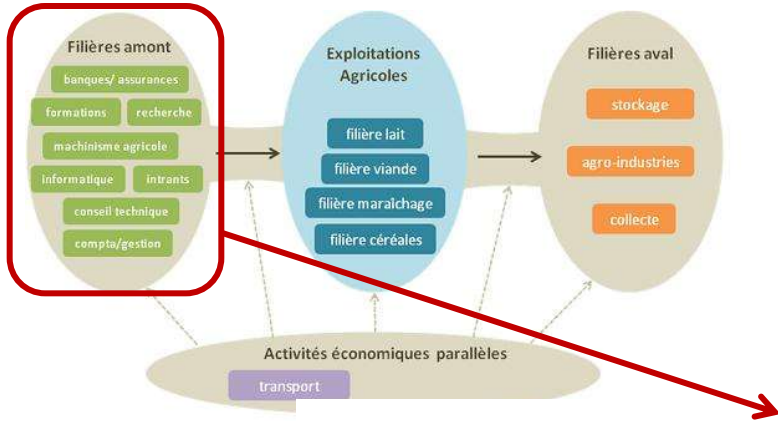 Filières amont
banques/ assurances
formations
recherche
machinisme agricole
informatique
intrants
conseil technique
compta/gestion
Exploitations
Agricoles
filière lait
filière viande
filière maraîchage
filière céréales
Filières aval
stockage
agro-industries
collecte
Activités économiques parallèles
transport